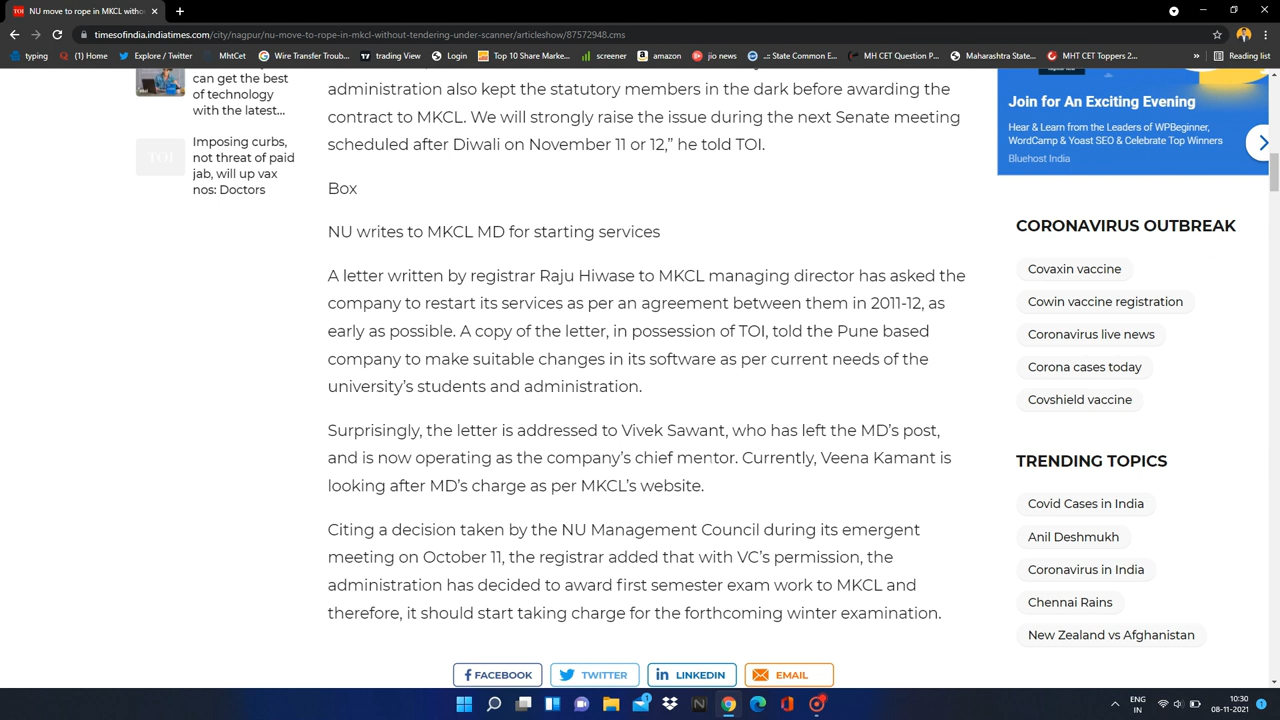 TOI NU move to rope in MKCL witho
timesofindia.indiatimes.com/city/nagpur/nu-move-to-rope-in-mkcl-without-tendering-under-scanner/articleshow/87572948.cms
typing (1) Home Explore / Twitter MhtCet Wire Transfer Troub... trading View Login Top 10 Share Marke... screener amazon jio news ..:: State Common E... MH CET Question P... Maharashtra State... MHT CET Toppers 2... » Reading list
can get the best
of technology
with the latest...
TOI
Imposing curbs,
not threat of paid
jab, will up vax
nos: Doctors
administration also kept the statutory members in the dark before awarding the
contract to MKCL. We will strongly raise the issue during the next Senate meeting
scheduled after Diwali on November 11 or 12,” he told TOI.
Box
NU writes to MKCL MD for starting services
A letter written by registrar Raju Hiwase to MKCL managing director has asked the
company to restart its services as per an agreement between them in 2011-12, as
early as possible. A copy of the letter, in possession of TOI, told the Pune based
company to make suitable changes in its software as per current needs of the
university’s students and administration.
Surprisingly, the letter is addressed to Vivek Sawant, who has left the MD’s post,
and is now operating as the company’s chief mentor. Currently, Veena Kamant is
looking after MD’s charge as per MKCL’s website.
Citing a decision taken by the NU Management Council during its emergent
meeting on October 11, the registrar added that with VC’s permission, the
administration has decided to award first semester exam work to MKCL and
therefore, it should start taking charge for the forthcoming winter examination.
FACEBOOK TWITTER LINKEDIN EMAIL
Join for An Exciting Evening
Hear & Learn from the Leaders of WPBeginner,
WordCamp & Yoast SEO & Celebrate Top Winners
Bluehost India
CORONAVIRUS OUTBREAK
Covaxin vaccine
Cowin vaccine registration
Coronavirus live news
Corona cases today
Covshield vaccine
TRENDING TOPICS
Covid Cases in India
Anil Deshmukh
Coronavirus in India
Chennai Rains
New Zealand vs Afghanistan
ENG
IN
10:30
08-11-2021